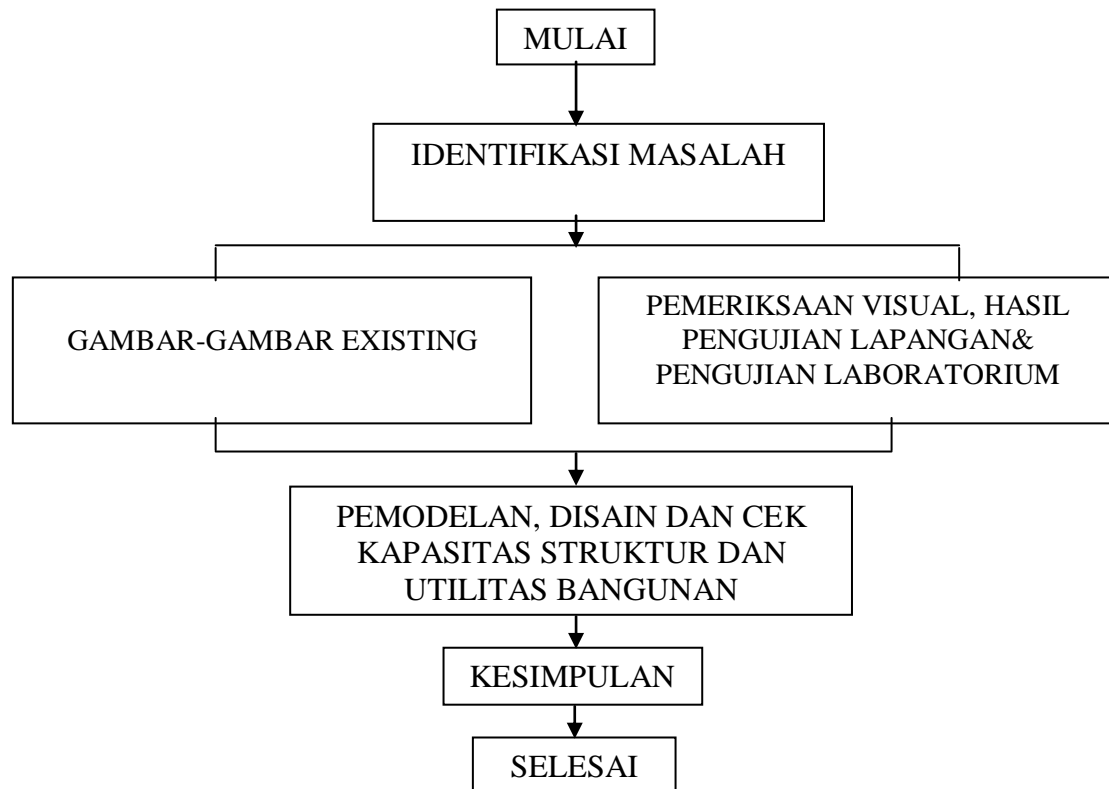 MULAI
IDENTIFIKASI MASALAH
GAMBAR-GAMBAR EXISTING
PEMERIKSAAN VISUAL, HASIL
PENGUJIAN LAPANGAN&
PENGUJIAN LABORATORIUM
PEMODELAN, DISAIN DAN CEK
KAPASITAS STRUKTUR DAN
UTILITAS BANGUNAN
KESIMPULAN
SELESAI